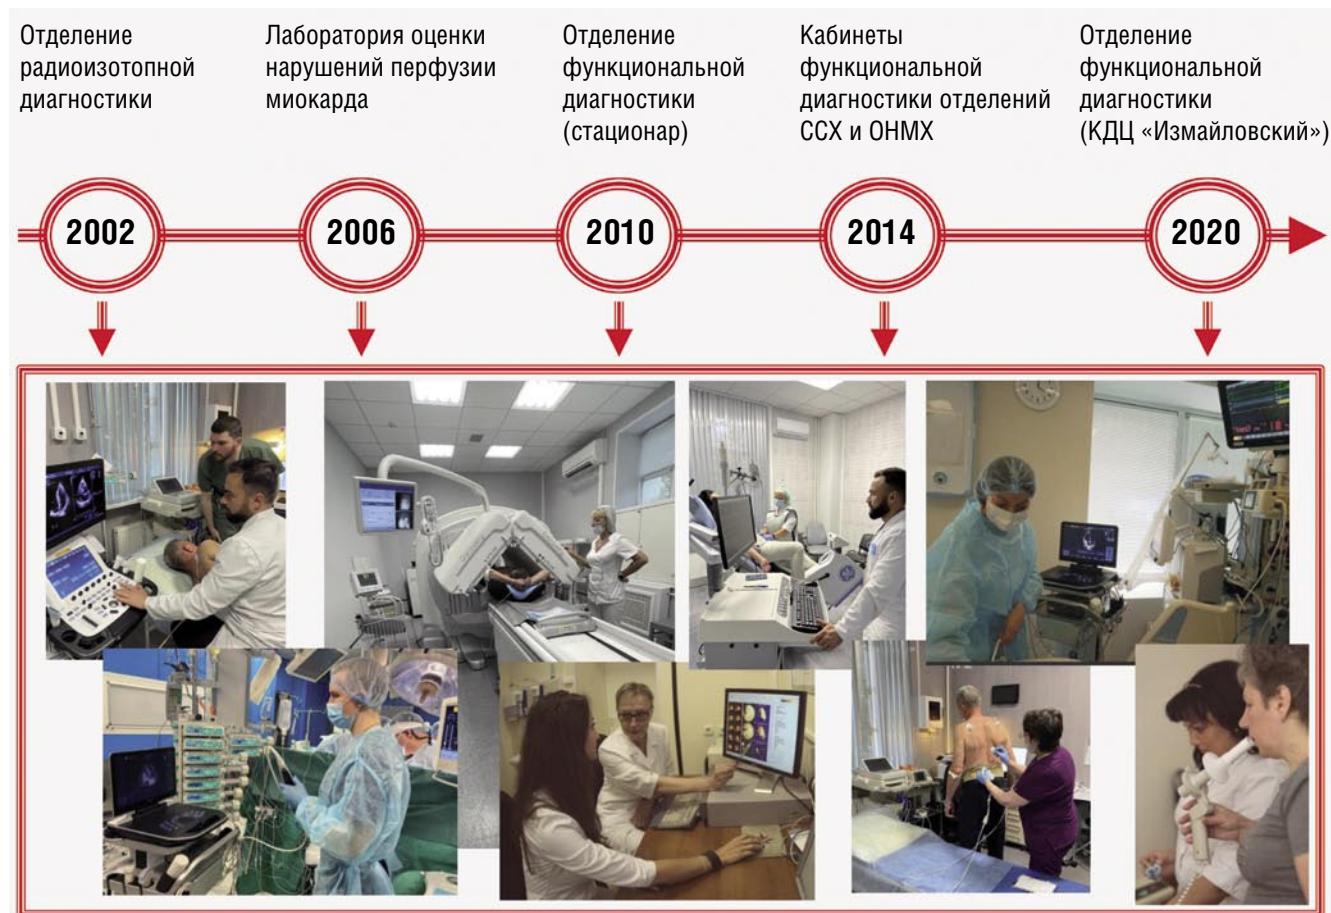 Отделение
радиоизотопной
диагностики
Лаборатория оценки
нарушений перфузии
миокарда
Отделение
функциональной
диагностики
(стационар)
Кабинеты
функциональной
диагностики отделений
ССХ и ОНМХ
Отделение
функциональной
диагностики
(КДЦ «Измайловский»)
2002
2006
2010
2014
2020